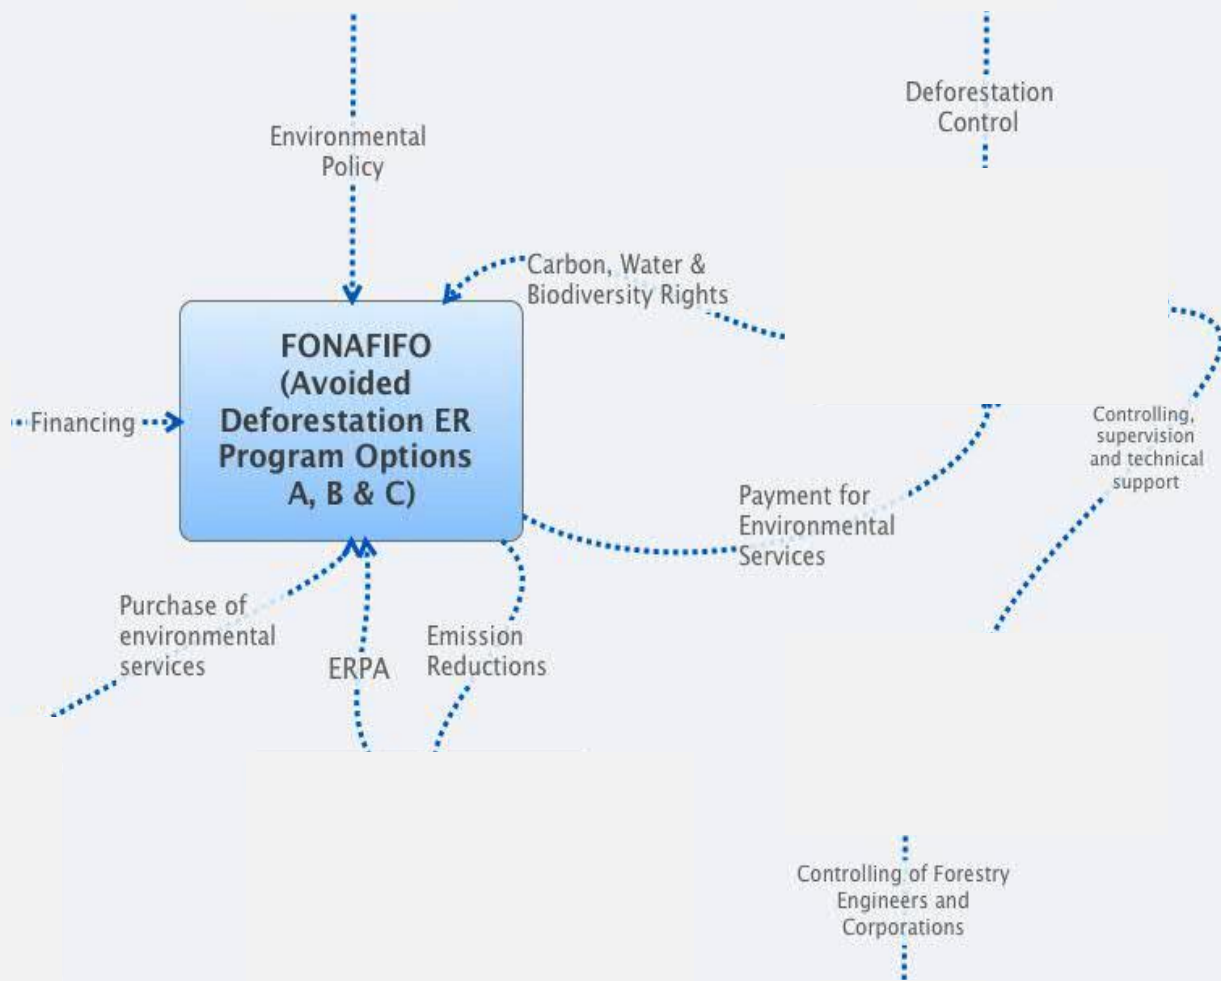 Deforestation
Control
Environmental
Policy
Carbon, Water &
Biodiversity Rights
FONAFIFO
(Avoided
Deforestation ER
Program Options
A, B & C)
Financing
Controlling,
supervision
and technical
support
Payment for
Environmental
Services
Purchase of
environmental
services
ERPA
Emission
Reductions
Controlling of Forestry
Engineers and
Corporations